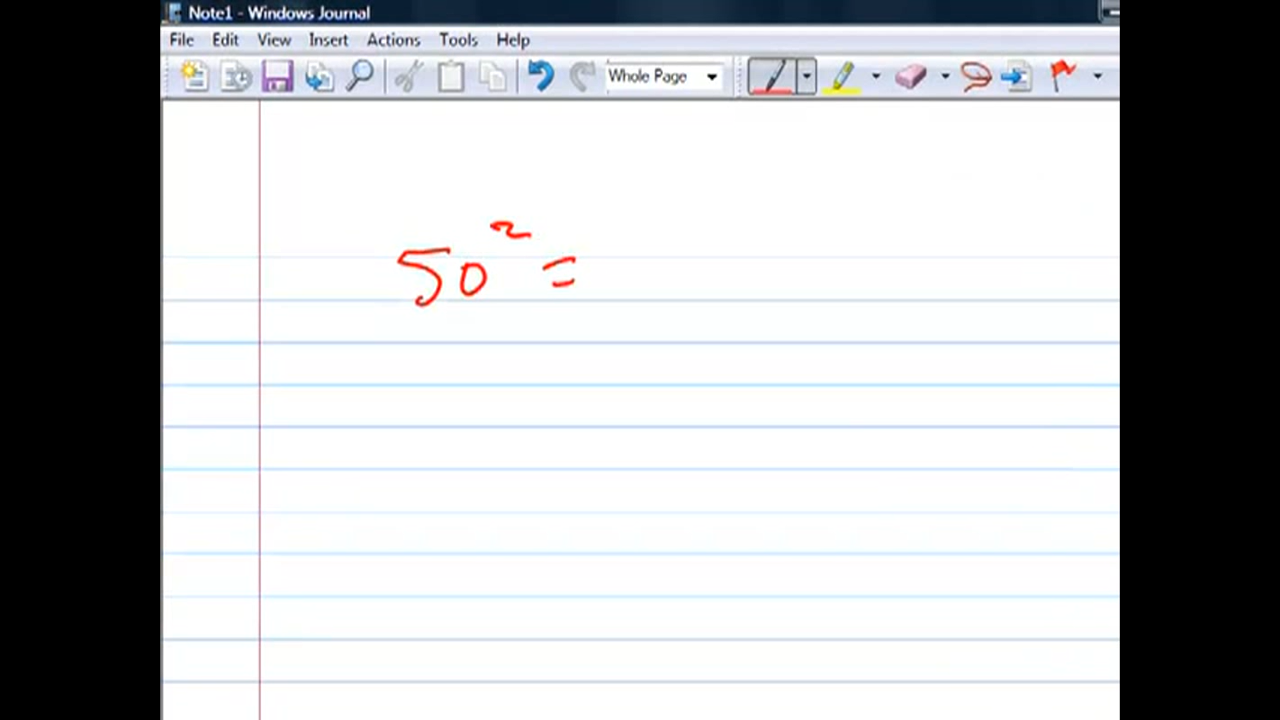 Note1 - Windows Journal
File Edit View Insert Actions Tools Help
Whole Page
50² =